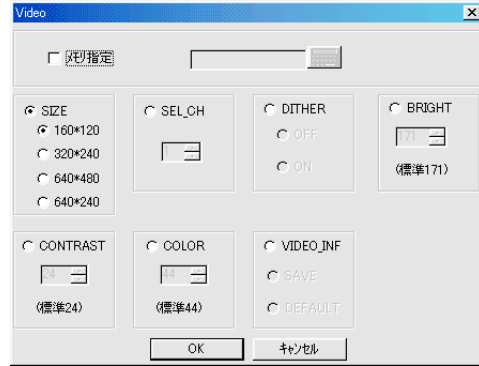 Video
ﾒﾓﾘ指定
SIZE
160*120
320*240
640*480
640*240
SEL_CH
DITHER
OFF
ON
BRIGHT
171
(標準171)
CONTRAST
24
(標準24)
COLOR
44
(標準44)
VIDEO_INF
SAVE
DEFAULT
OK
ｷｬﾝｾﾙ